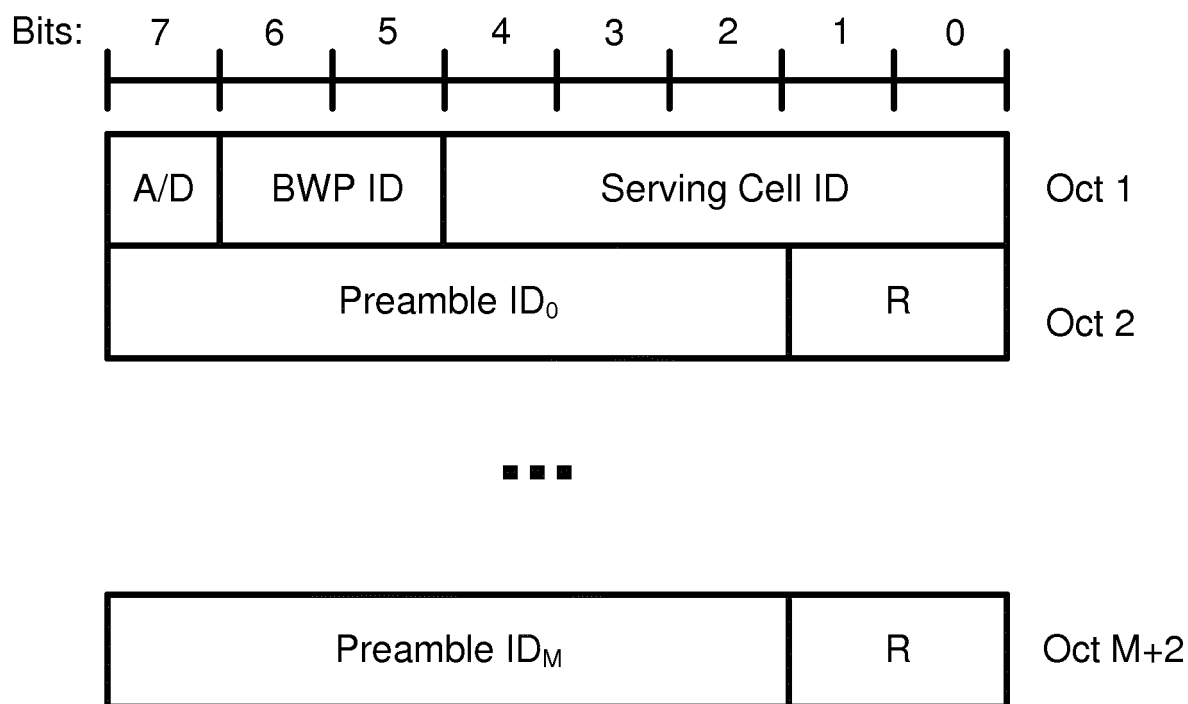 Bits: 7 6 5 4 3 2 1 0
A/D BWP ID Serving Cell ID Oct 1
Preamble ID₀ R Oct 2
Preamble ID_M R Oct M+2